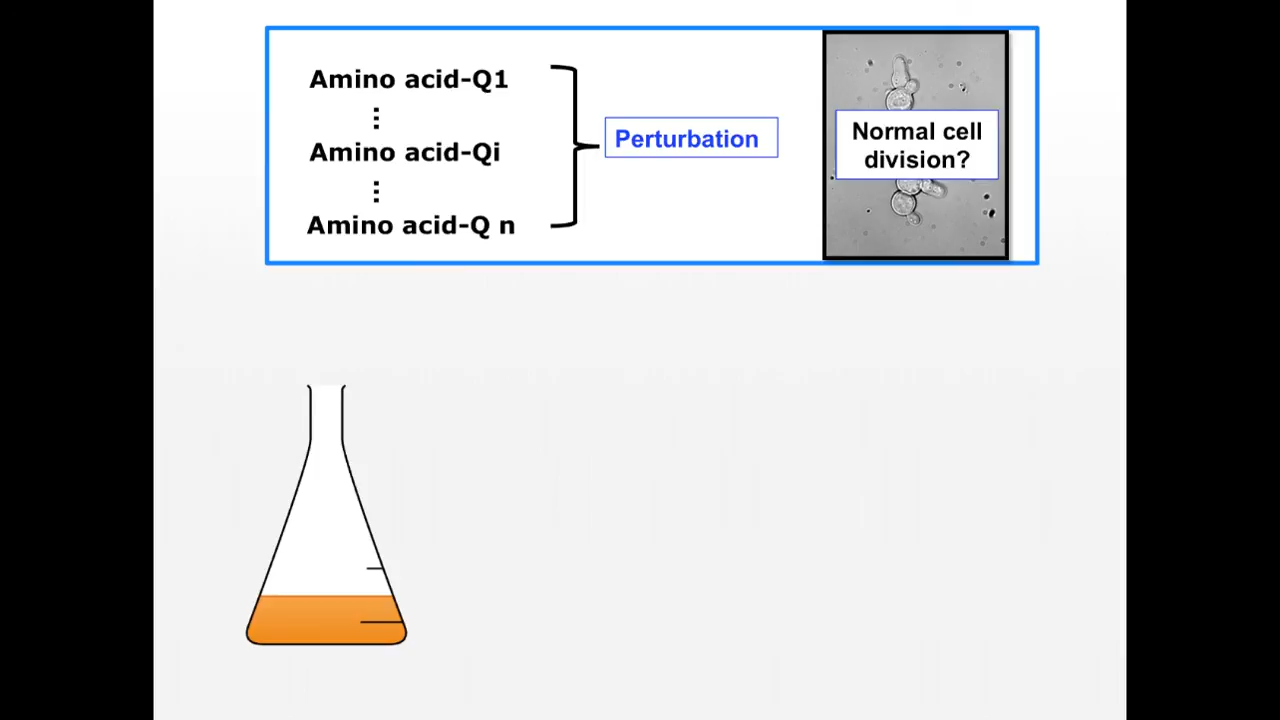 Amino acid-Q1
⋮
Amino acid-Qi
⋮
Amino acid-Q n
Perturbation
Normal cell
division?